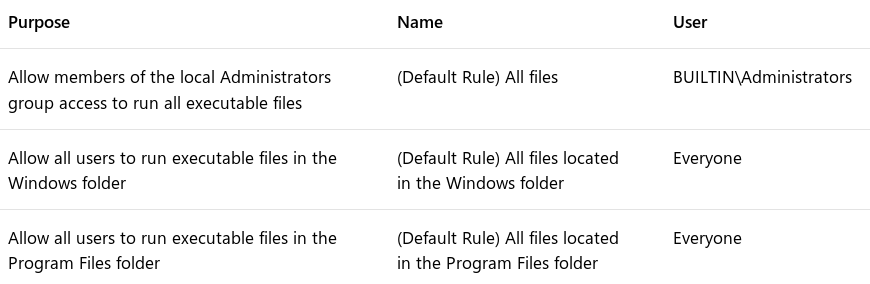 Purpose Name User
Allow members of the local Administrators (Default Rule) All files BUILTIN\Administrators
group access to run all executable files
Allow all users to run executable files in the (Default Rule) All files located Everyone
Windows folder in the Windows folder
Allow all users to run executable files in the (Default Rule) All files located Everyone
Program Files folder in the Program Files folder